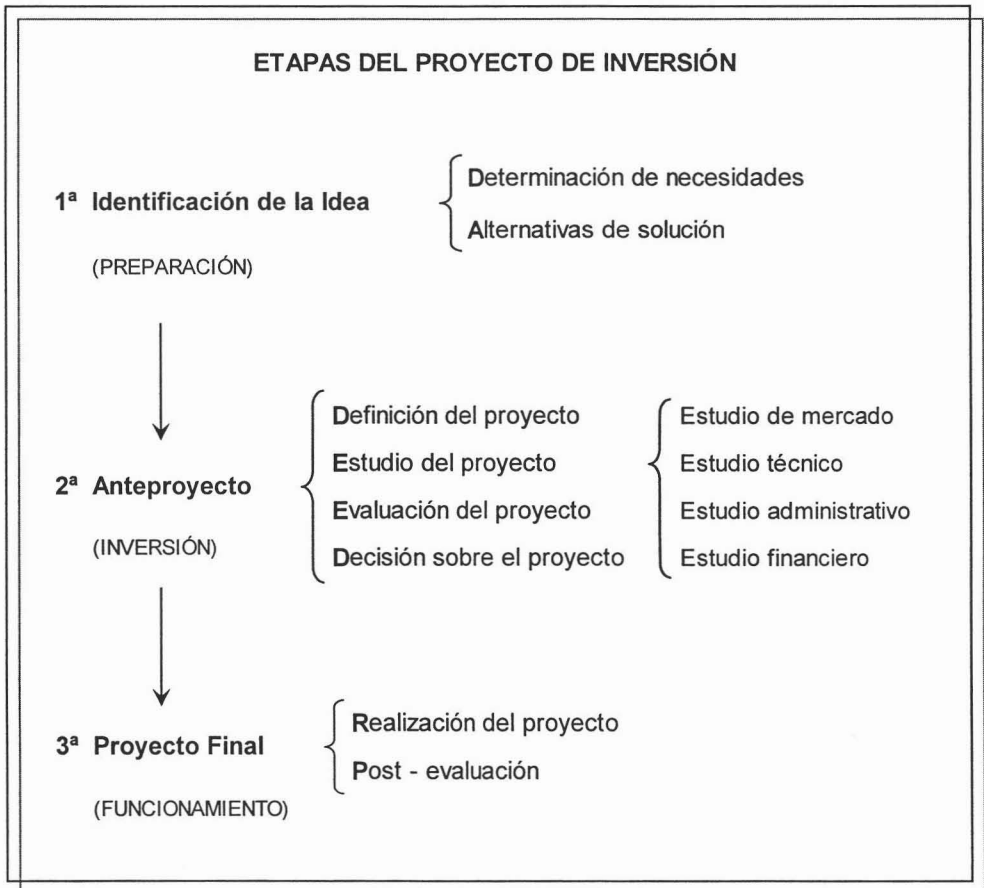 ETAPAS DEL PROYECTO DE INVERSIÓN
1ª Identificación de la Idea
(PREPARACIÓN)
Determinación de necesidades
Alternativas de solución
2ª Anteproyecto
(INVERSIÓN)
Definición del proyecto
Estudio del proyecto
Evaluación del proyecto
Decisión sobre el proyecto
Estudio de mercado
Estudio técnico
Estudio administrativo
Estudio financiero
3ª Proyecto Final
(FUNCIONAMIENTO)
Realización del proyecto
Post - evaluación